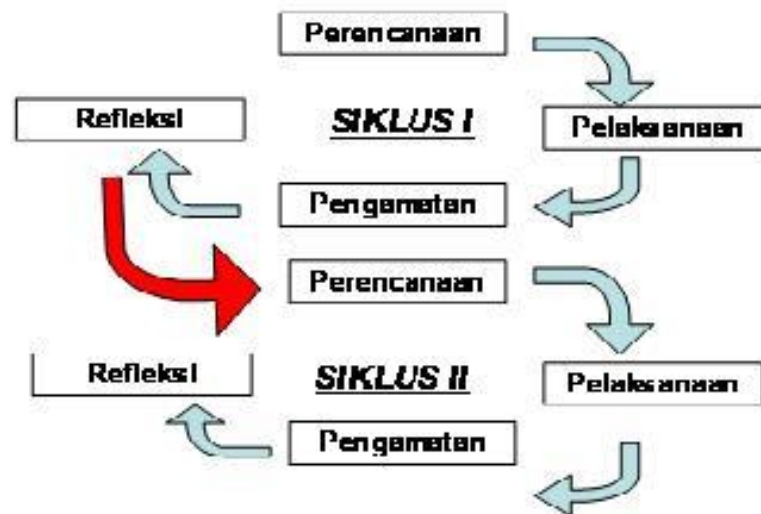 Perencanaan
Refleksi
SIKLUS I
Pelaksanaan
Pengamatan
Perencanaan
Refleksi
SIKLUS II
Pelaksanaan
Pengamatan